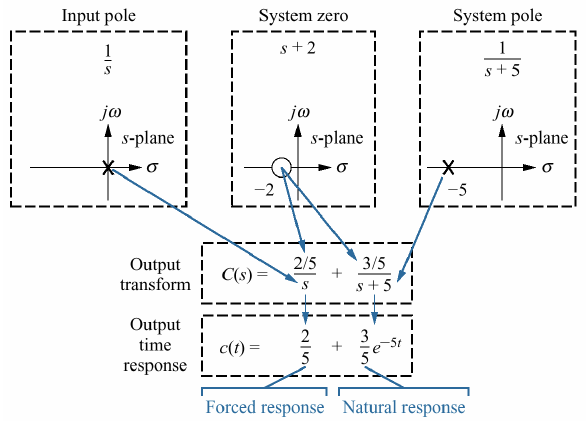 Input pole
System zero
System pole
1
s
s + 2
1
s + 5
jω
s-plane
σ
jω
s-plane
σ
−2
jω
s-plane
σ
−5
Output transform
C(s) = 2/5 / s + 3/5 / s + 5
Output time response
c(t) = 2/5 + 3/5 e^−5t
Forced response
Natural response